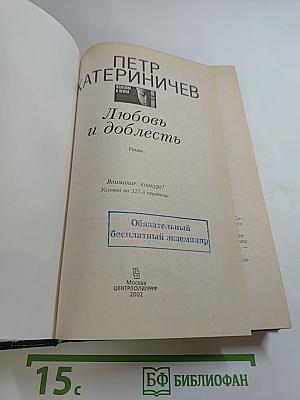 ПЕТР
КАТЕРИНИЧЕВ
Любовь
и доблесть
Роман
Внимание: конкурс!
Условия на 327-й странице
Обязательный
бесплатный экземпляр
Москва
ЦЕНТРПОЛИГРАФ
2002
15с
БФ БИБЛИОФАН